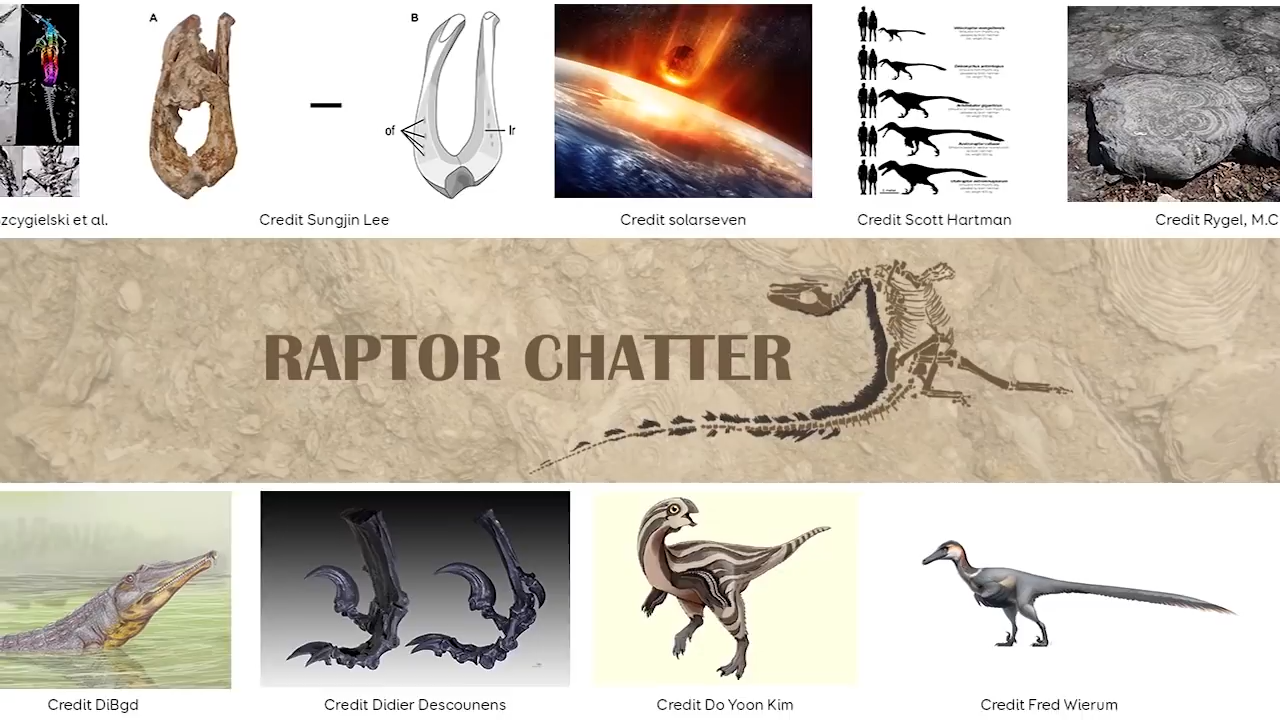 A
B
of
lr
zcygielski et al.
Credit Sungjin Lee
Credit solarseven
Credit Scott Hartman
Credit Rygel, M.C
RAPTOR CHATTER
Credit DiBgd
Credit Didier Descounens
Credit Do Yoon Kim
Credit Fred Wierum